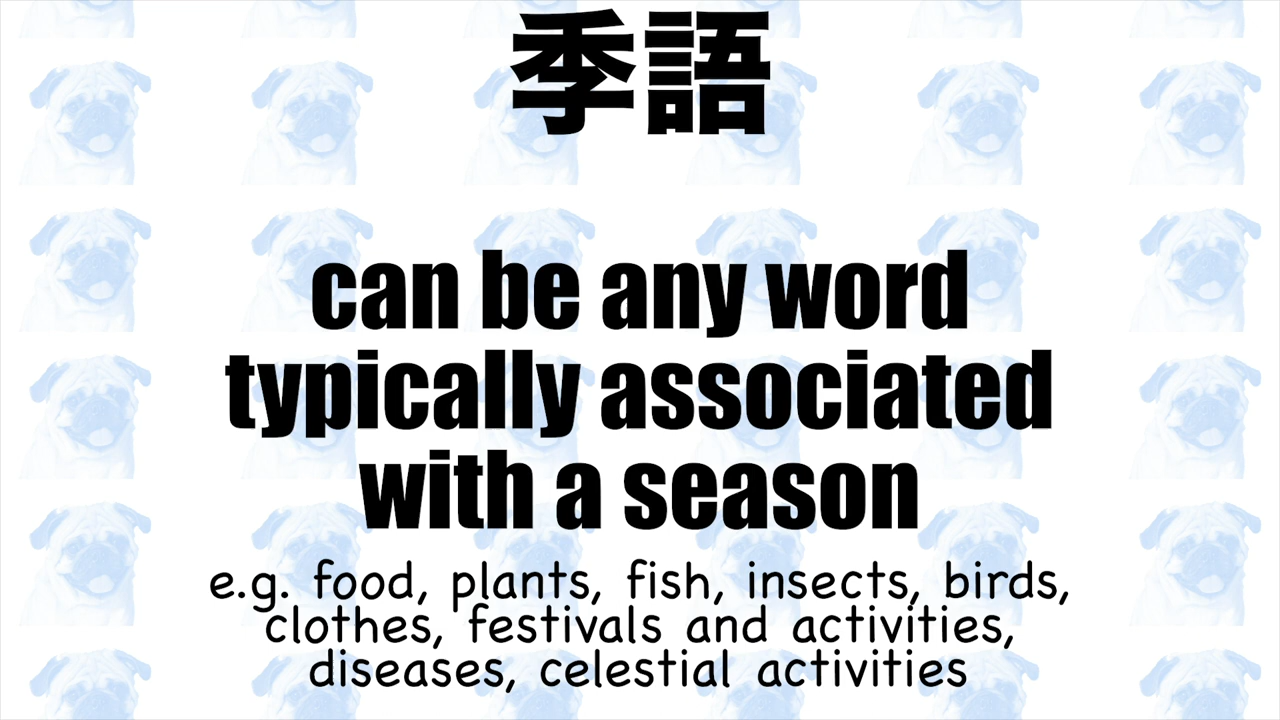 季語
can be any word
typically associated
with a season
e.g. food, plants, fish, insects, birds,
clothes, festivals and activities,
diseases, celestial activities